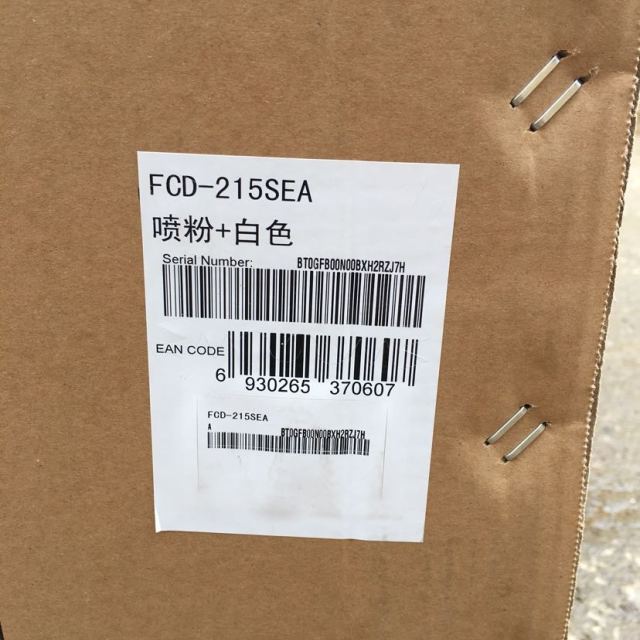 FCD-215SEA
喷粉+白色
Serial Number: BT0GFB00N00BXH2RZJ7H
EAN CODE
6 930265 370607
FCD-215SEA
A BT0GFB00N00BXH2RZJ7H